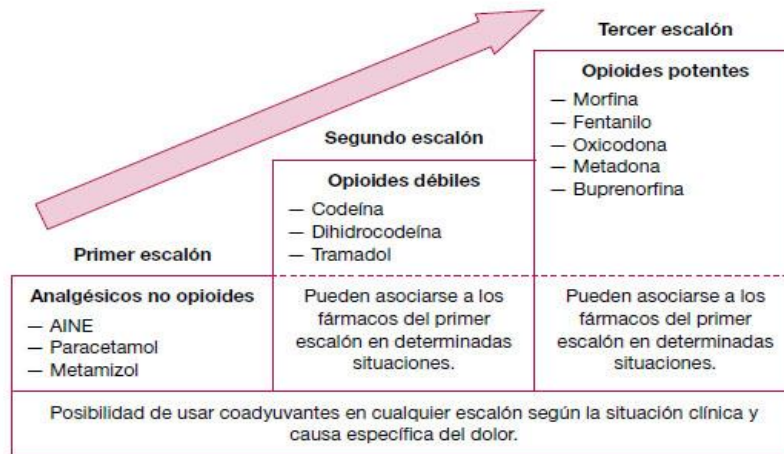 Primer escalón
Analgésicos no opioides
— AINE
— Paracetamol
— Metamizol
Segundo escalón
Opioides débiles
— Codeína
— Dihidrocodeína
— Tramadol
Pueden asociarse a los
fármacos del primer
escalón en determinadas
situaciones.
Tercer escalón
Opioides potentes
— Morfina
— Fentanilo
— Oxicodona
— Metadona
— Buprenorfina
Pueden asociarse a los
fármacos del primer
escalón en determinadas
situaciones.
Posibilidad de usar coadyuvantes en cualquier escalón según la situación clínica y
causa específica del dolor.